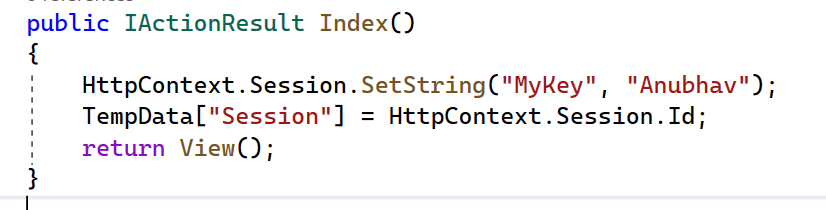 public IActionResult Index()
{
HttpContext.Session.SetString("MyKey", "Anubhav");
TempData["Session"] = HttpContext.Session.Id;
return View();
}